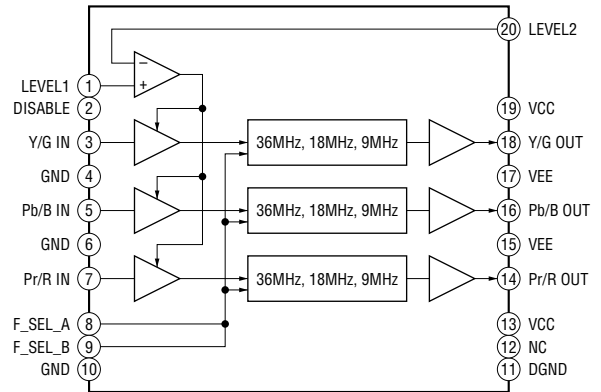 LEVEL1 1
DISABLE 2
Y/G IN 3
GND 4
Pb/B IN 5
GND 6
Pr/R IN 7
F_SEL_A 8
F_SEL_B 9
GND 10
−
+
36MHz, 18MHz, 9MHz
36MHz, 18MHz, 9MHz
36MHz, 18MHz, 9MHz
20 LEVEL2
19 VCC
18 Y/G OUT
17 VEE
16 Pb/B OUT
15 VEE
14 Pr/R OUT
13 VCC
12 NC
11 DGND